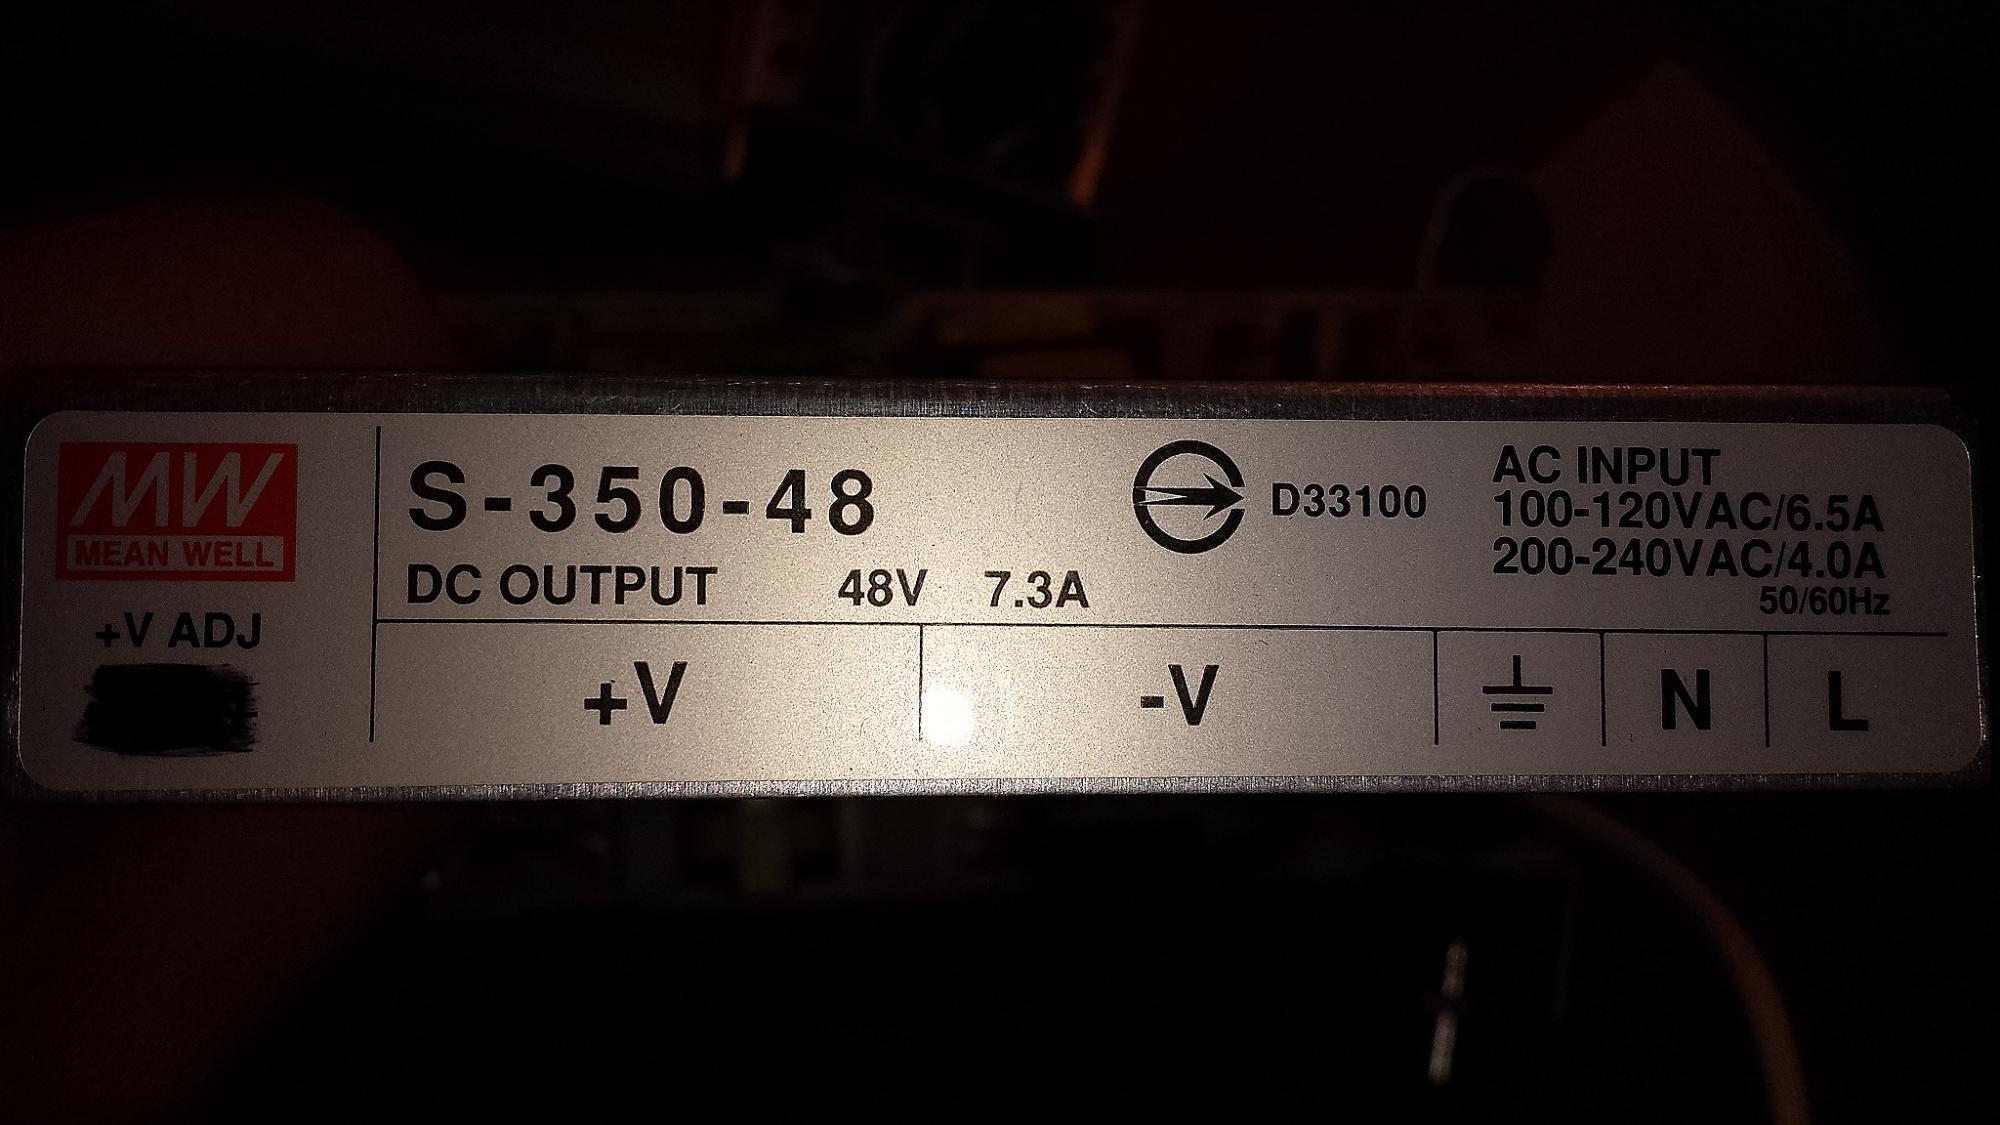 MW
MEAN WELL
+V ADJ
S-350-48
DC OUTPUT 48V 7.3A
D33100
AC INPUT
100-120VAC/6.5A
200-240VAC/4.0A
50/60Hz
+V -V N L